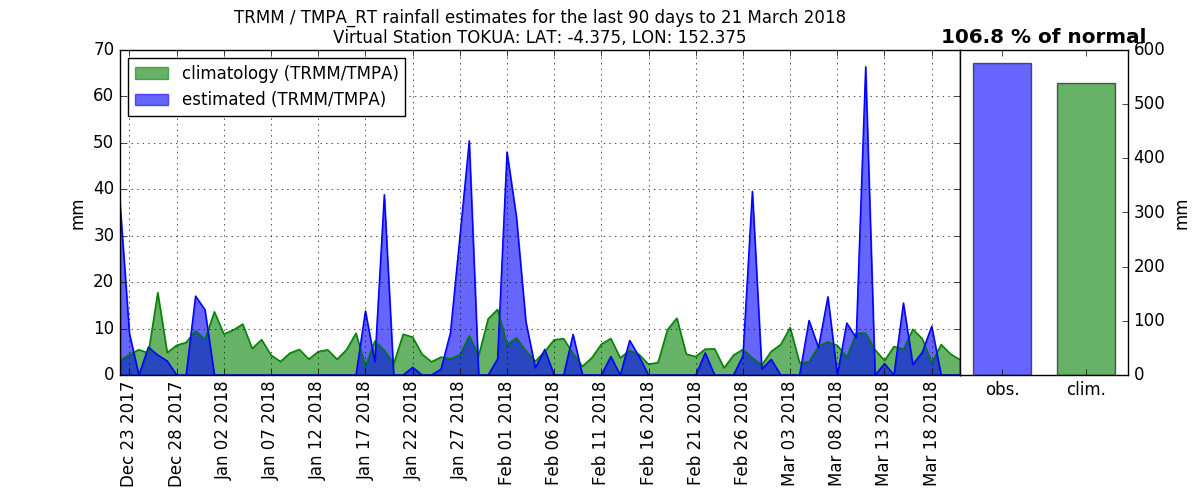 TRMM / TMPA_RT rainfall estimates for the last 90 days to 21 March 2018
Virtual Station TOKUA: LAT: -4.375, LON: 152.375
106.8 % of normal
climatology (TRMM/TMPA)
estimated (TRMM/TMPA)
70
60
50
40
30
20
10
0
mm
600
500
400
300
200
100
0
mm
Dec 23 2017
Dec 28 2017
Jan 02 2018
Jan 07 2018
Jan 12 2018
Jan 17 2018
Jan 22 2018
Jan 27 2018
Feb 01 2018
Feb 06 2018
Feb 11 2018
Feb 16 2018
Feb 21 2018
Feb 26 2018
Mar 03 2018
Mar 08 2018
Mar 13 2018
Mar 18 2018
obs.
clim.